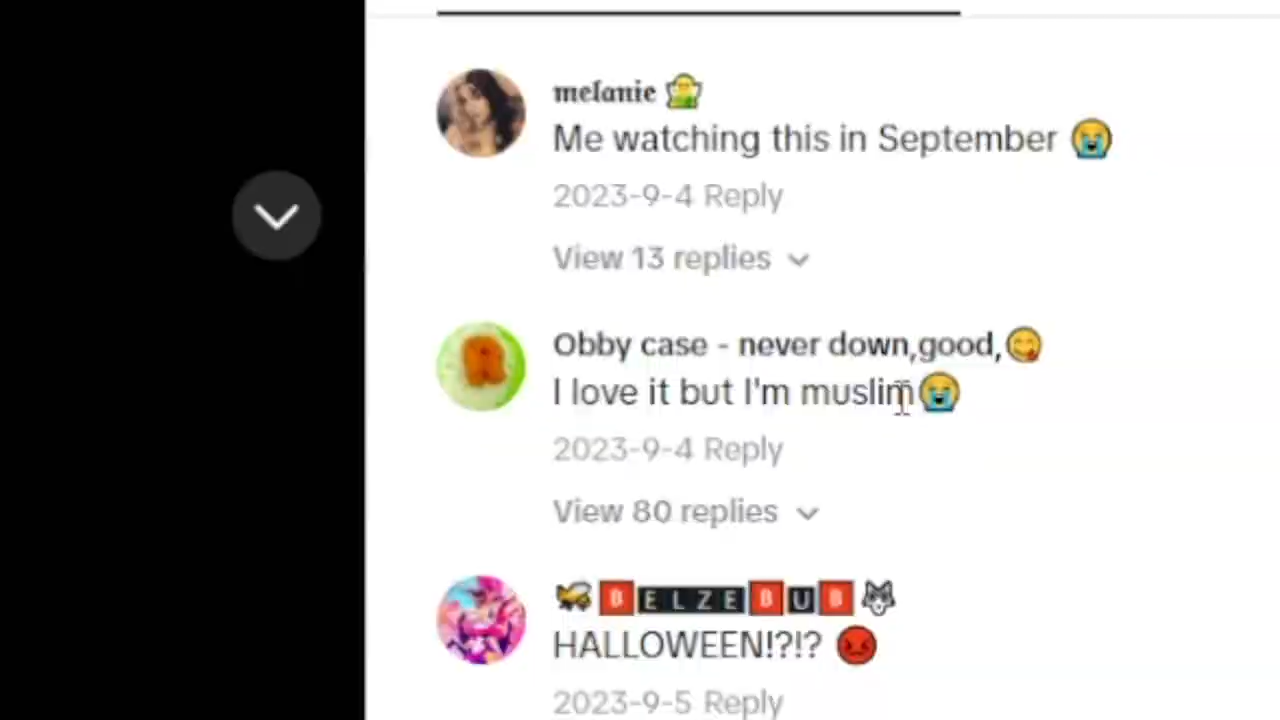 melanie 🧝
Me watching this in September 😭
2023-9-4 Reply
View 13 replies
Obby case - never down,good,😋
I love it but I'm muslim😭
2023-9-4 Reply
View 80 replies
🐝🅱ELZE🅱U🅱🐺
HALLOWEEN!?!? 😡
2023-9-5 Reply